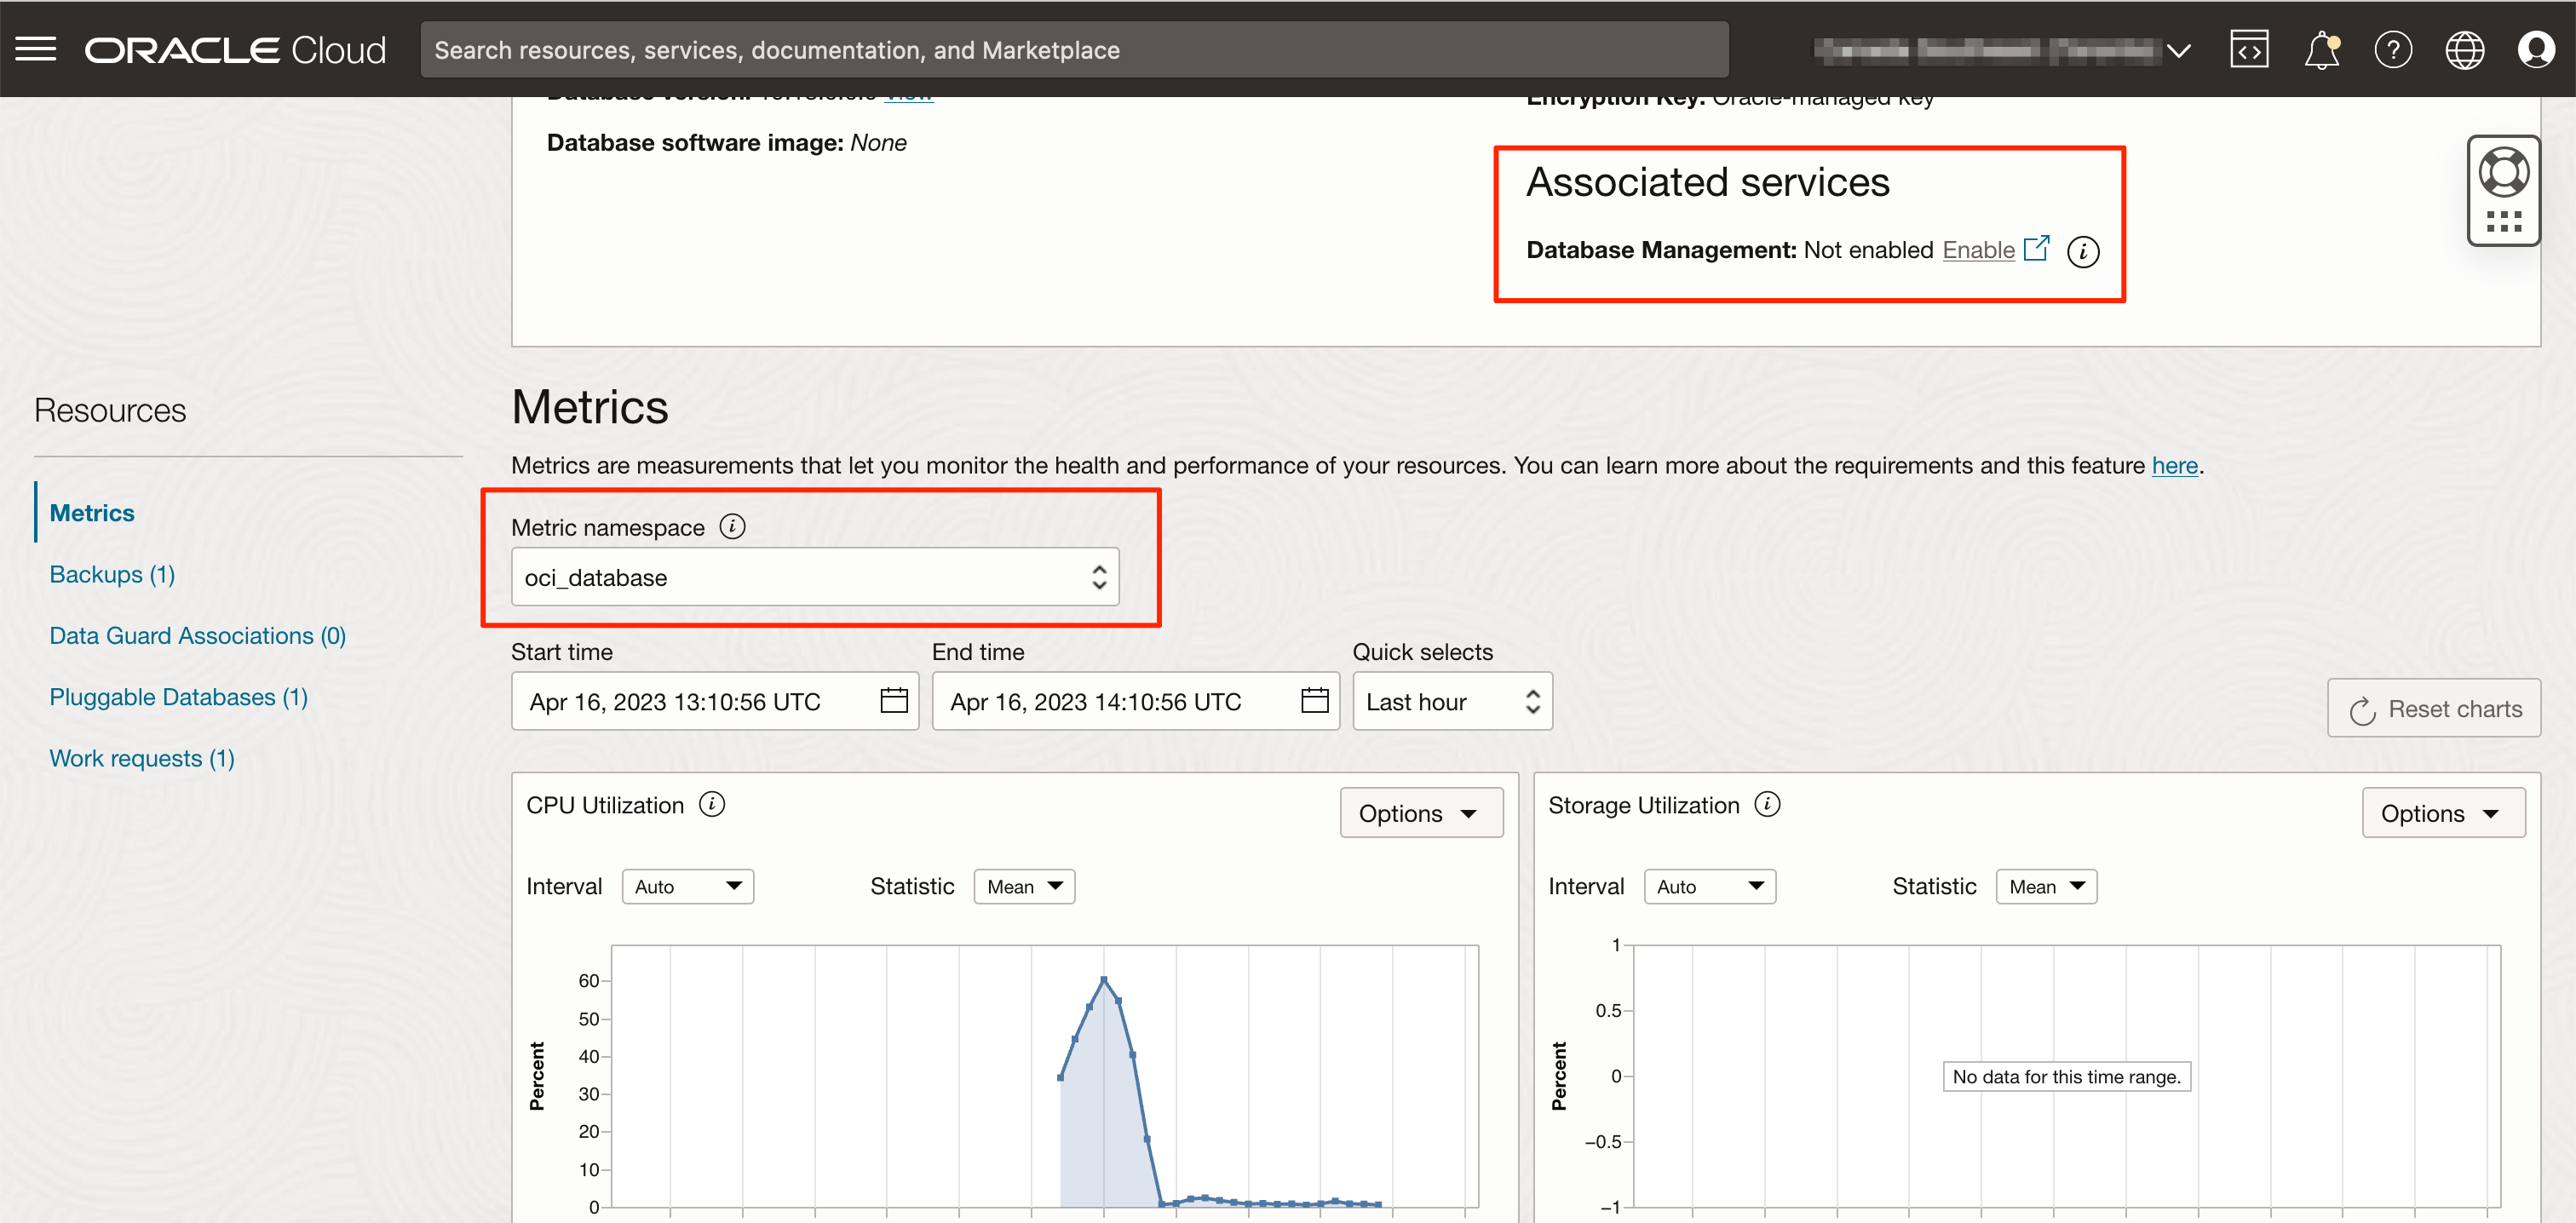 ORACLE Cloud
Search resources, services, documentation, and Marketplace
View
Encryption Key: Oracle-managed key
Database software image: None
Associated services
Database Management: Not enabled Enable
Resources
Metrics
Backups (1)
Data Guard Associations (0)
Pluggable Databases (1)
Work requests (1)
Metrics
Metrics are measurements that let you monitor the health and performance of your resources. You can learn more about the requirements and this feature here.
Metric namespace
oci_database
Start time End time Quick selects
Apr 16, 2023 13:10:56 UTC Apr 16, 2023 14:10:56 UTC Last hour
Reset charts
CPU Utilization
Options
Interval Auto Statistic Mean
Percent
60
50
40
30
20
10
0
Storage Utilization
Options
Interval Auto Statistic Mean
Percent
1
0.5
0
−0.5
−1
No data for this time range.